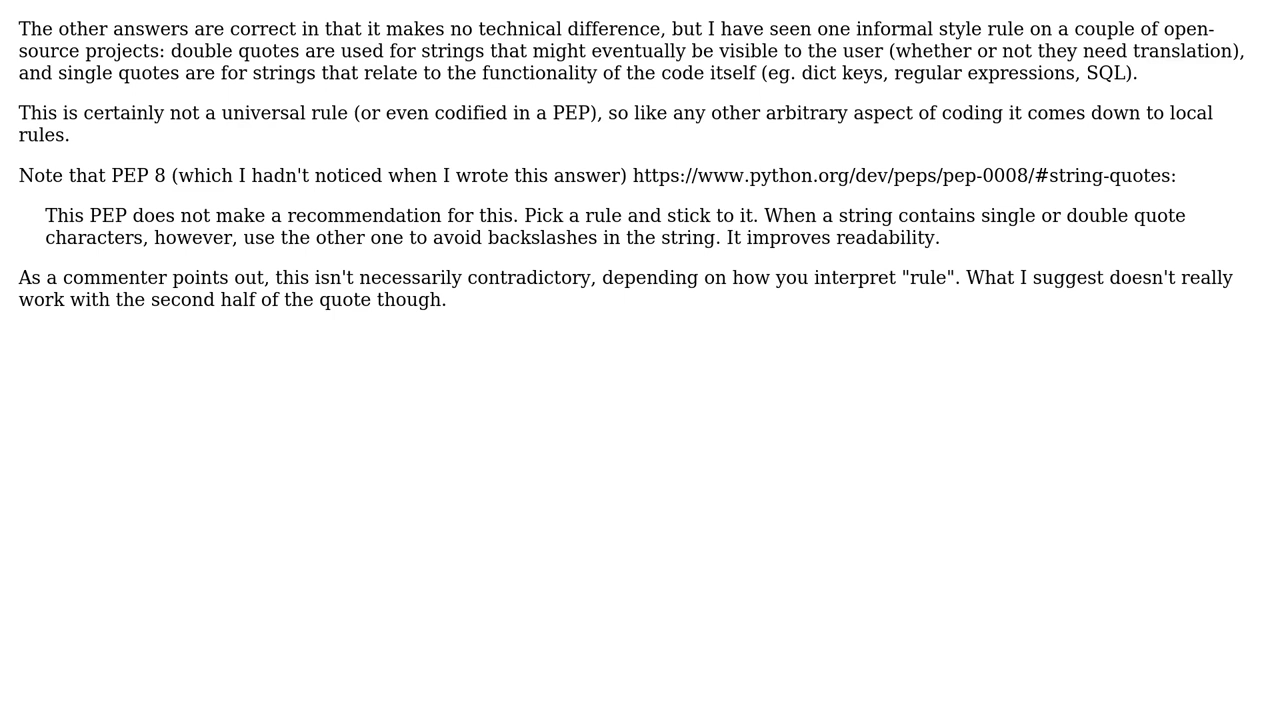 The other answers are correct in that it makes no technical difference, but I have seen one informal style rule on a couple of open-
source projects: double quotes are used for strings that might eventually be visible to the user (whether or not they need translation),
and single quotes are for strings that relate to the functionality of the code itself (eg. dict keys, regular expressions, SQL).
This is certainly not a universal rule (or even codified in a PEP), so like any other arbitrary aspect of coding it comes down to local
rules.
Note that PEP 8 (which I hadn't noticed when I wrote this answer) https://www.python.org/dev/peps/pep-0008/#string-quotes:
This PEP does not make a recommendation for this. Pick a rule and stick to it. When a string contains single or double quote
characters, however, use the other one to avoid backslashes in the string. It improves readability.
As a commenter points out, this isn't necessarily contradictory, depending on how you interpret "rule". What I suggest doesn't really
work with the second half of the quote though.